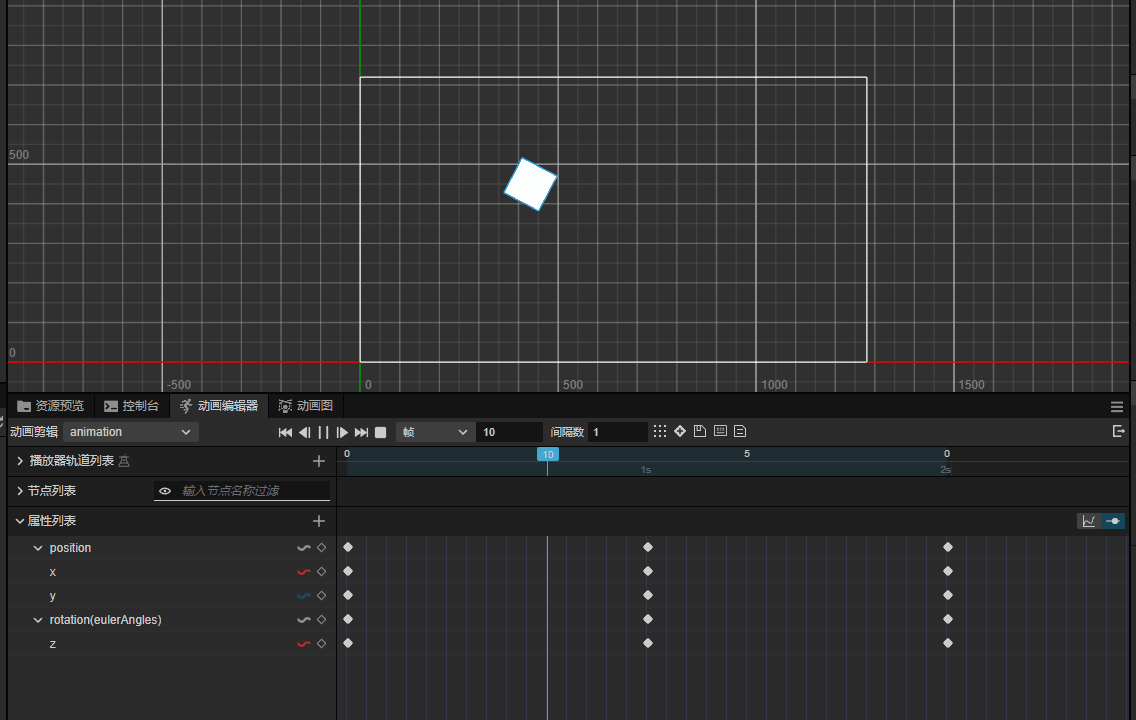 500
0
-500 0 500 1000 1500
资源预览 控制台 动画编辑器 动画图
动画剪辑 animation 帧 10 间隔数 1
播放器轨道列表 0 10 5 0
1s 2s
节点列表 输入节点名称过滤
属性列表
position
x
y
rotation(eulerAngles)
z